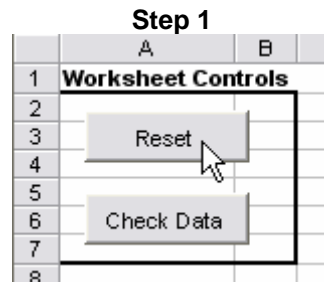 Step 1
A B
1 Worksheet Controls
2
3 Reset
4
5
6 Check Data
7
8